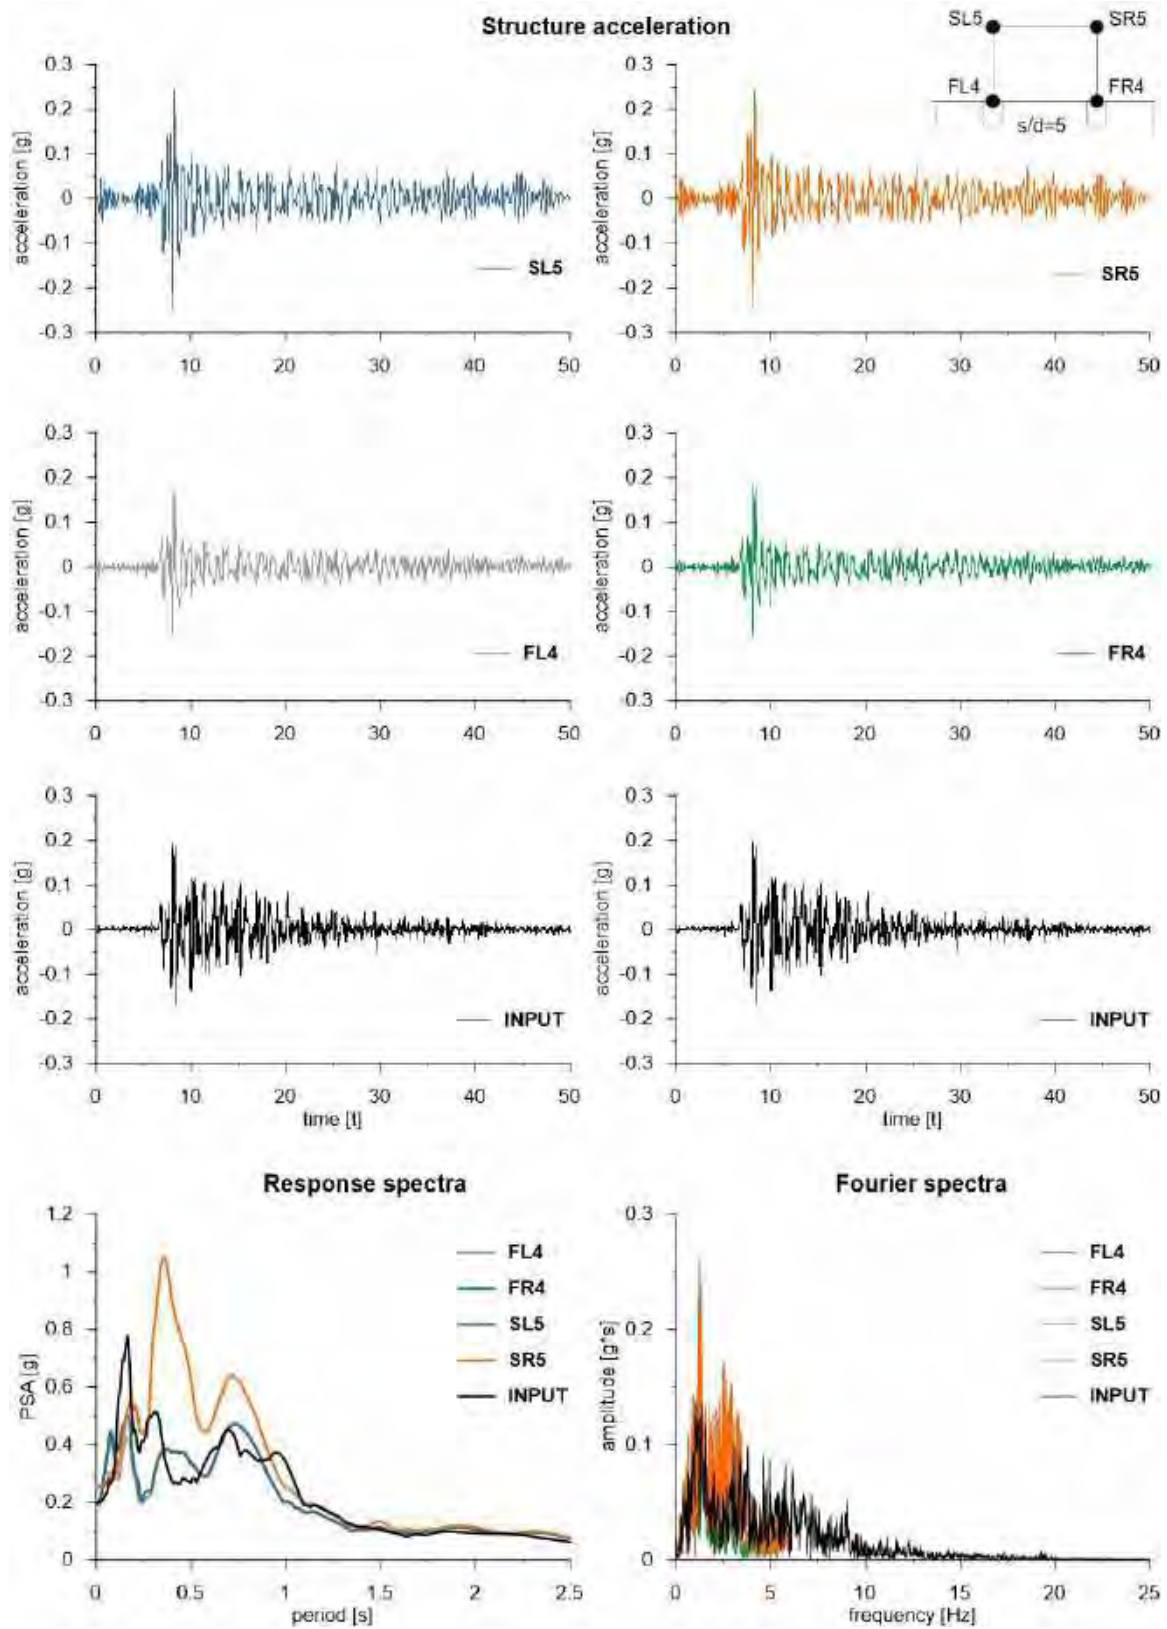 Structure acceleration
SL5 SR5
FL4 FR4
s/d=5
0.3 0.3
0.2 0.2
0.1 0.1
0 0
-0.1 -0.1
-0.2 -0.2
-0.3 -0.3
acceleration [g] acceleration [g]
SL5 SR5
0 10 20 30 40 50 0 10 20 30 40 50
0.3 0.3
0.2 0.2
0.1 0.1
0 0
-0.1 -0.1
-0.2 -0.2
-0.3 -0.3
acceleration [g] acceleration [g]
FL4 FR4
0 10 20 30 40 50 0 10 20 30 40 50
0.3 0.3
0.2 0.2
0.1 0.1
0 0
-0.1 -0.1
-0.2 -0.2
-0.3 -0.3
acceleration [g] acceleration [g]
INPUT INPUT
0 10 20 30 40 50 0 10 20 30 40 50
time [t] time [t]
Response spectra
1.2
1
0.8
0.6
0.4
0.2
0
PSA [g]
FL4
FR4
SL5
SR5
INPUT
0 0.5 1 1.5 2 2.5
period [s]
Fourier spectra
0.3
0.2
0.1
0
amplitude [g*s]
FL4
FR4
SL5
SR5
INPUT
0 5 10 15 20 25
frequency [Hz]